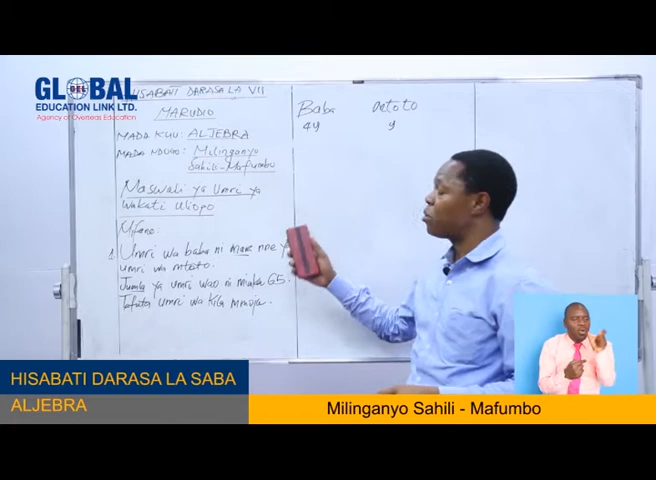 GLOBAL
GEL
EDUCATION LINK LTD.
Agency of Overseas Education
HISABATI DARASA LA VII
MARUDIO
MADA KUU: ALJEBRA
MADA NDOGO: Milinganyo
Sahili - Mafumbo
Maswali ya Umri ya
Wakati Uliopo
Mfano:
1. Umri wa baba ni mara nne ya
umri wa mtoto.
Jumla ya umri wao ni miaka 65.
Tafuta umri wa kila mmoja.
Baba Mtoto
4y y
HISABATI DARASA LA SABA
ALJEBRA
Milinganyo Sahili - Mafumbo